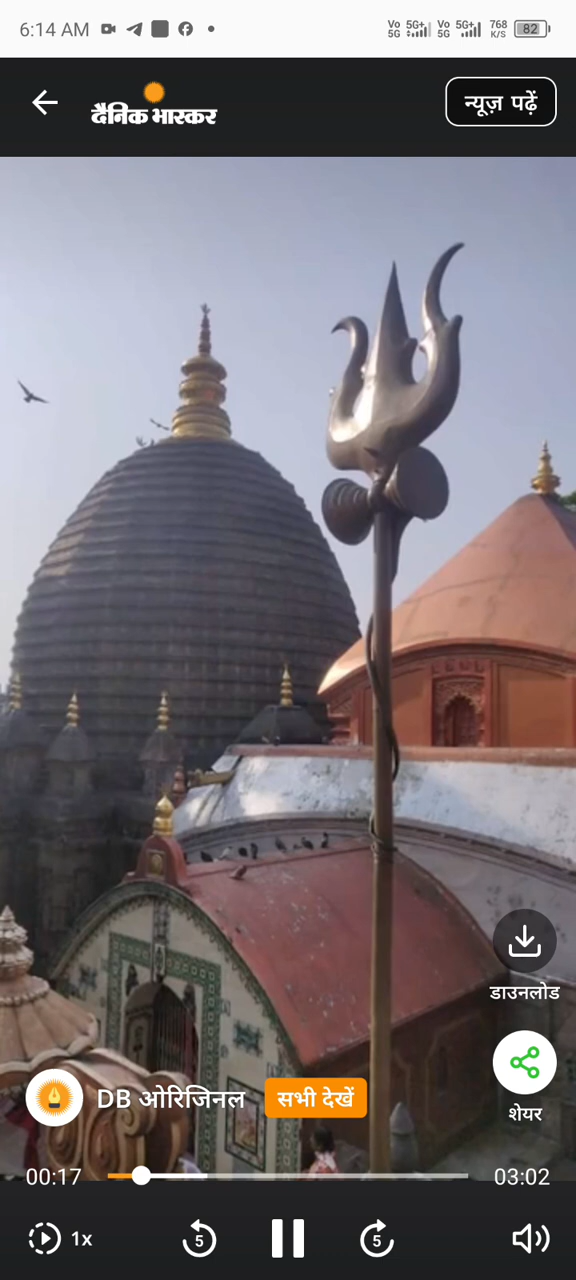 6:14 AM
Vo 5G 5G+ Vo 5G 5G+ 768 K/S 82
दैनिक भास्कर
न्यूज़ पढ़ें
डाउनलोड
DB ओरिजिनल
सभी देखें
शेयर
00:17
03:02
1x
5
5